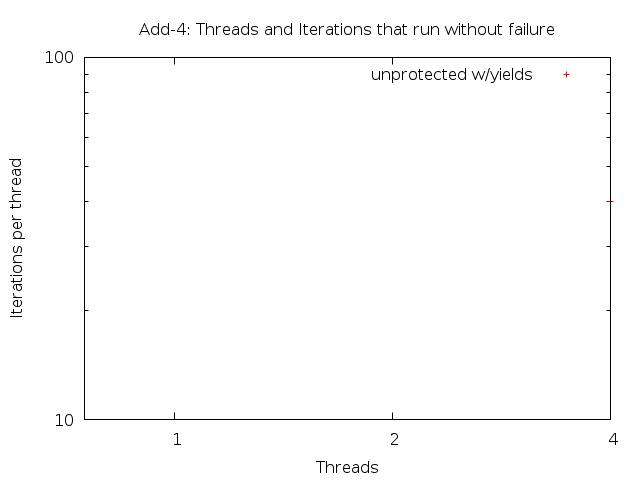 Add-4: Threads and Iterations that run without failure
100
unprotected w/yields
Iterations per thread
10
1
2
4
Threads